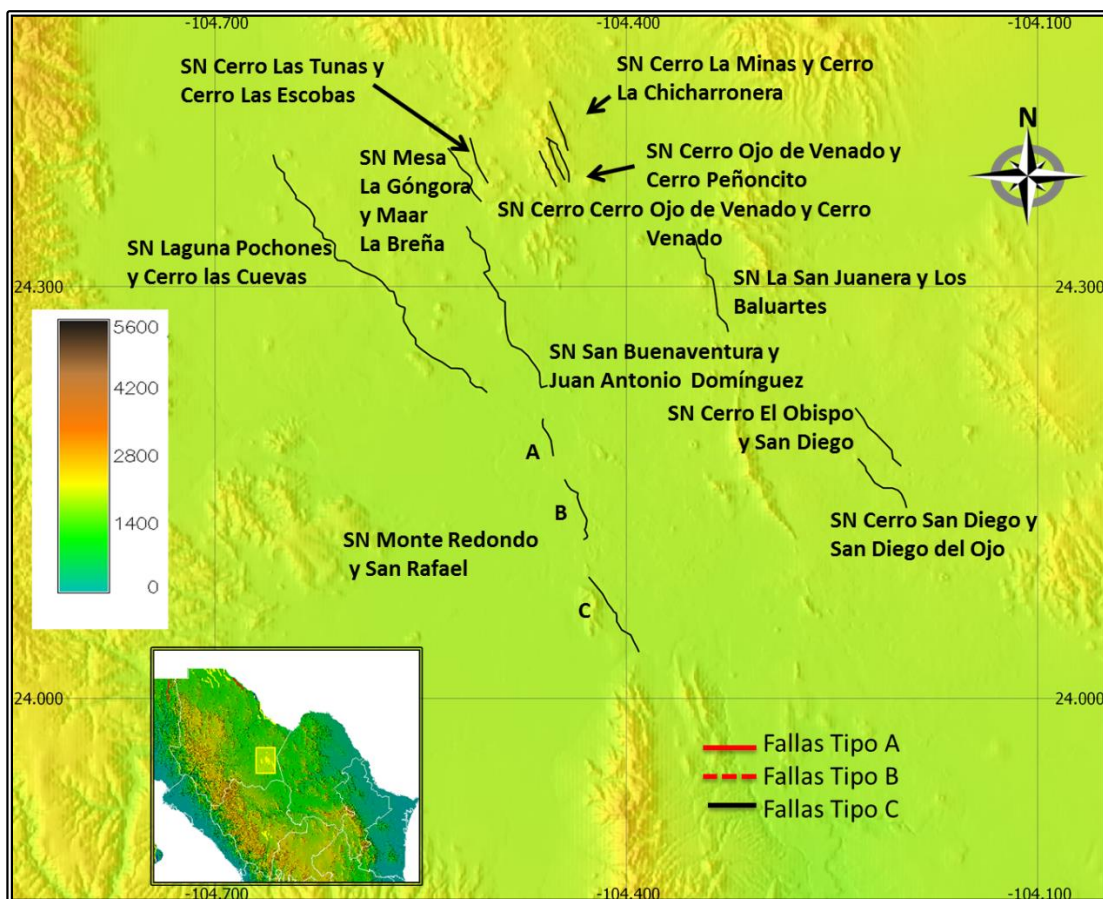 -104.700
-104.400
-104.100
SN Cerro Las Tunas y
Cerro Las Escobas
SN Cerro La Minas y Cerro
La Chicharronera
N
SN Mesa
La Góngora
y Maar
La Breña
SN Cerro Ojo de Venado y
Cerro Peñoncito
SN Cerro Cerro Ojo de Venado y Cerro
Venado
SN Laguna Pochones
y Cerro las Cuevas
SN La San Juanera y Los
Baluartes
24.300
24.300
5600
4200
2800
1400
0
SN San Buenaventura y
Juan Antonio Domínguez
SN Cerro El Obispo
y San Diego
A
B
SN Cerro San Diego y
San Diego del Ojo
SN Monte Redondo
y San Rafael
C
24.000
24.000
Fallas Tipo A
Fallas Tipo B
Fallas Tipo C
-104.700
-104.400
-104.100